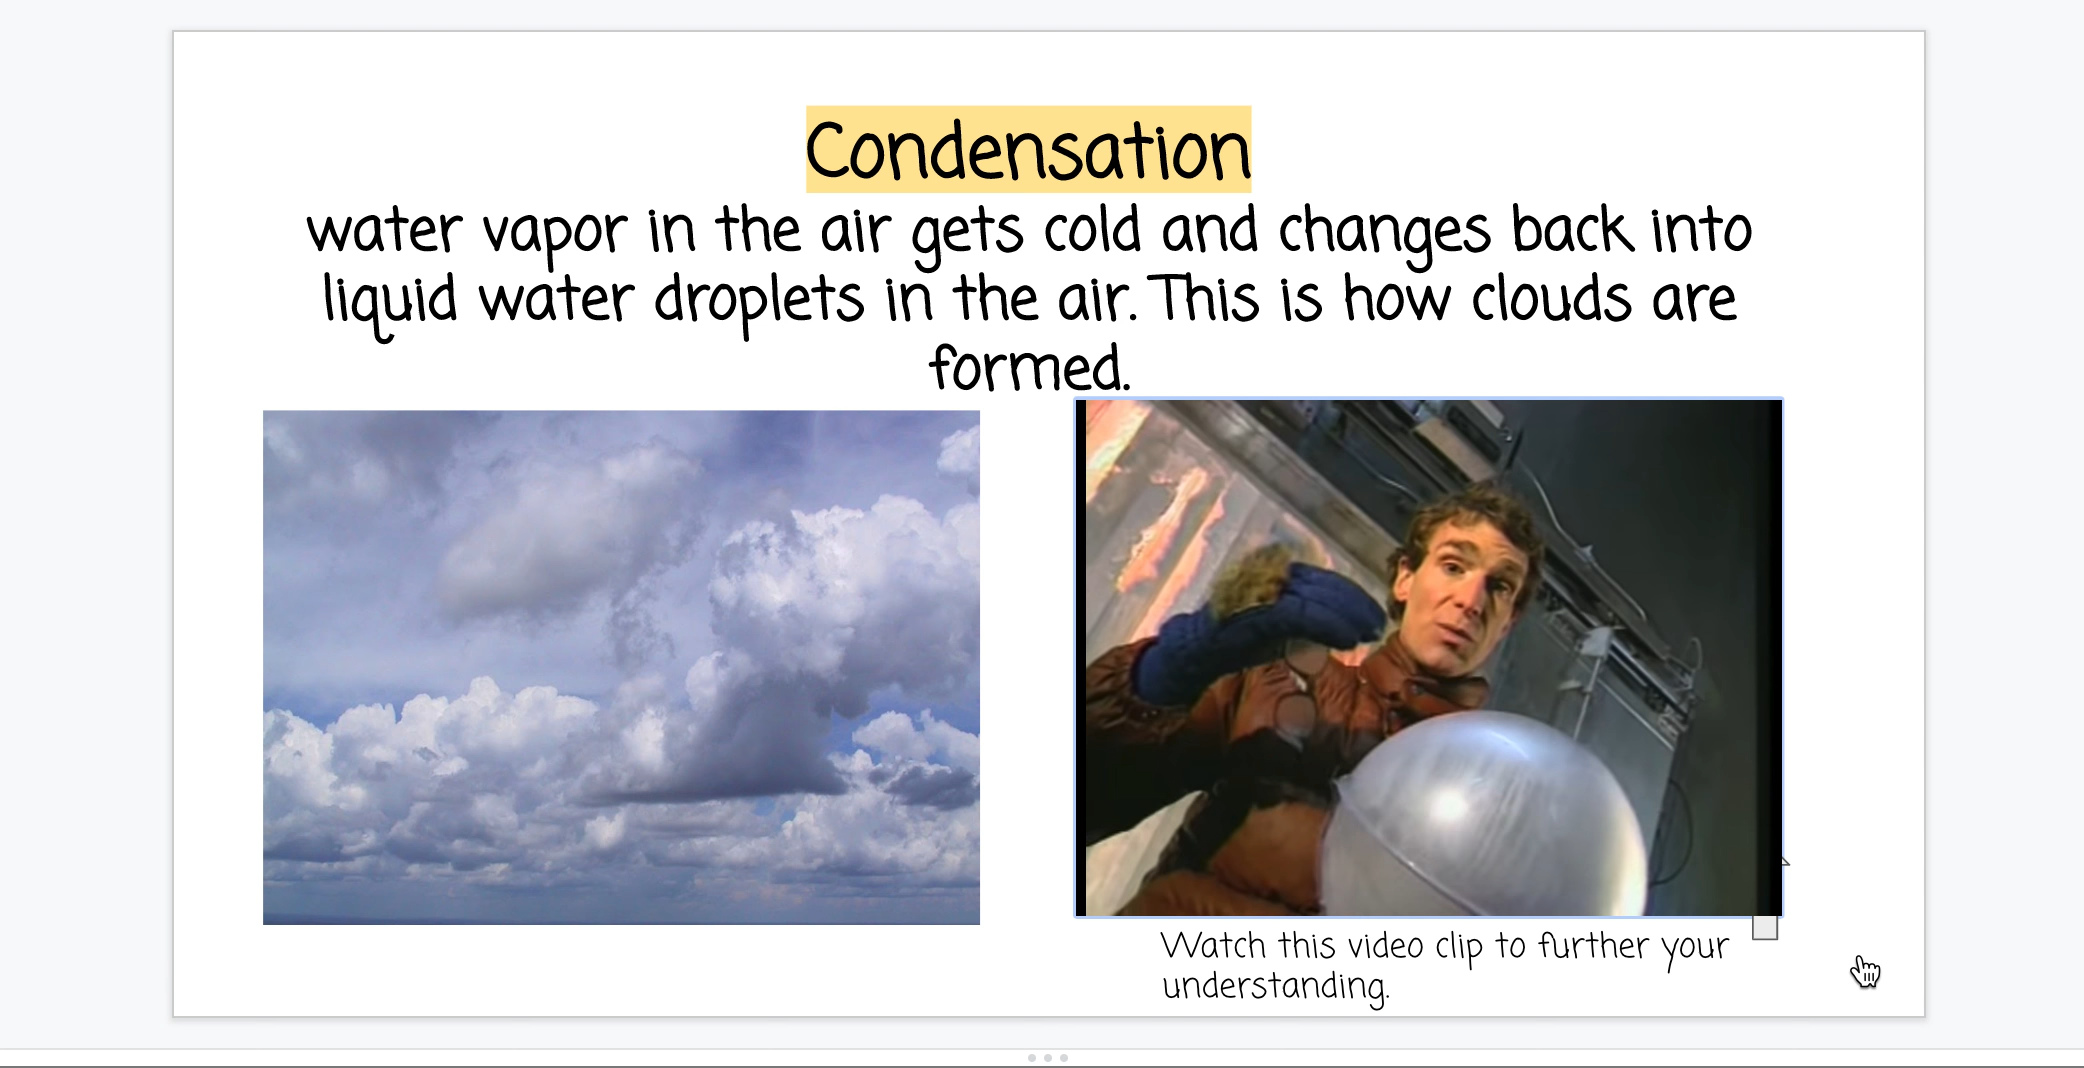 Condensation
water vapor in the air gets cold and changes back into
liquid water droplets in the air. This is how clouds are
formed.
Watch this video clip to further your
understanding.